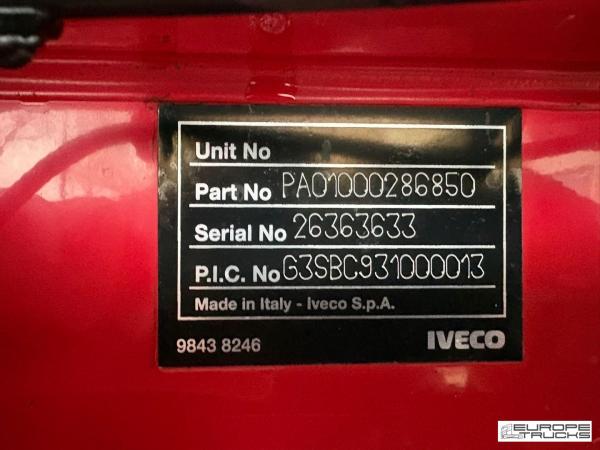 Unit No
Part No PA01000286850
Serial No 26363633
P.I.C. No G3SBC931000013
Made in Italy - Iveco S.p.A.
9843 8246 IVECO
EUROPE
TRUCKS